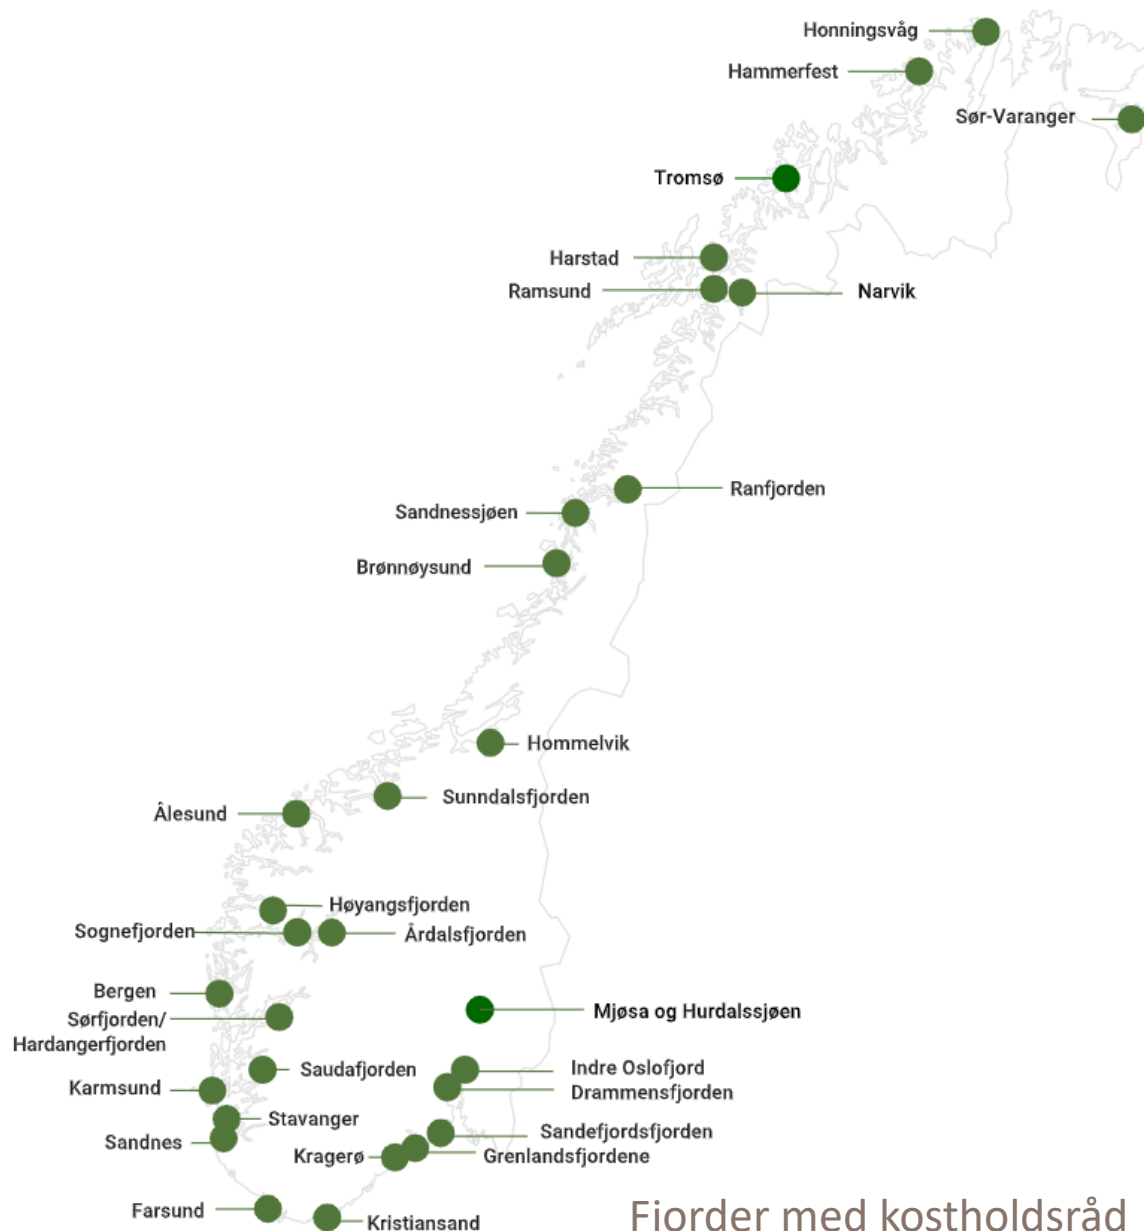 Honningsvåg
Hammerfest
Sør-Varanger
Tromsø
Harstad
Ramsund
Narvik
Ranfjorden
Sandnessjøen
Brønnøysund
Hommelvik
Sunndalsfjorden
Ålesund
Høyangsfjorden
Sognefjorden
Årdalsfjorden
Bergen
Mjøsa og Hurdalssjøen
Sørfjorden/
Hardangerfjorden
Saudafjorden
Indre Oslofjord
Karmsund
Drammensfjorden
Stavanger
Sandefjordsfjorden
Sandnes
Kragerø
Grenlandsfjordene
Farsund
Kristiansand
Fjorder med kostholdsråd